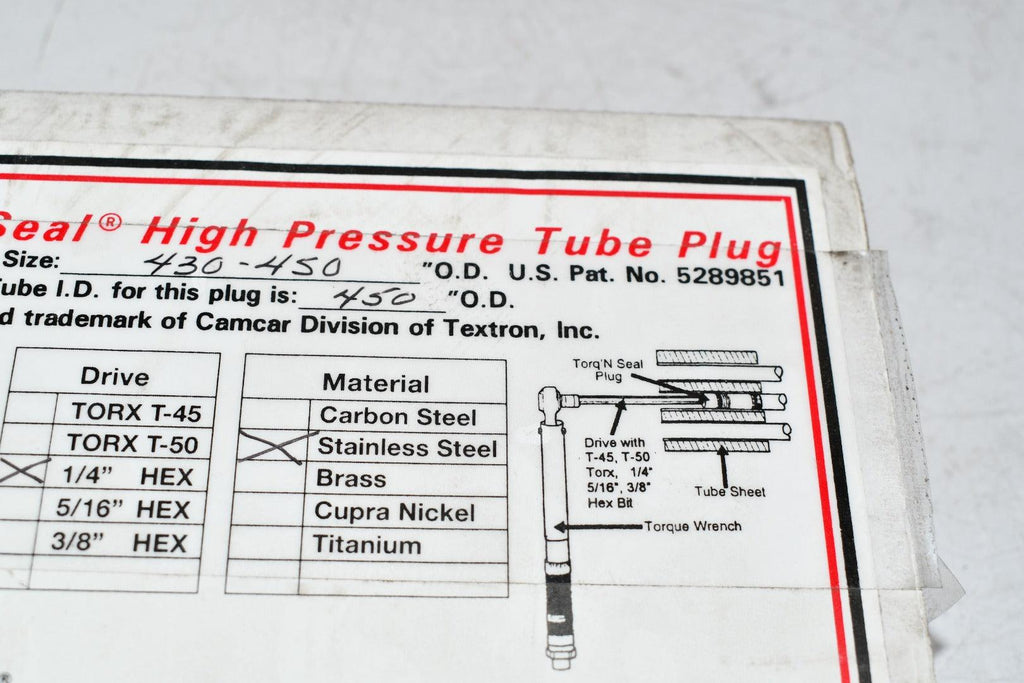 Seal® High Pressure Tube Plug
Size: 430-450 "O.D. U.S. Pat. No. 5289851
Tube I.D. for this plug is: 450 "O.D.
d trademark of Camcar Division of Textron, Inc.
Drive
TORX T-45
TORX T-50
X 1/4" HEX
5/16" HEX
3/8" HEX
Material
Carbon Steel
X Stainless Steel
Brass
Cupra Nickel
Titanium
Torq'N Seal
Plug
Drive with
T-45, T-50
Torx, 1/4"
5/16", 3/8"
Hex Bit
Tube Sheet
Torque Wrench
®